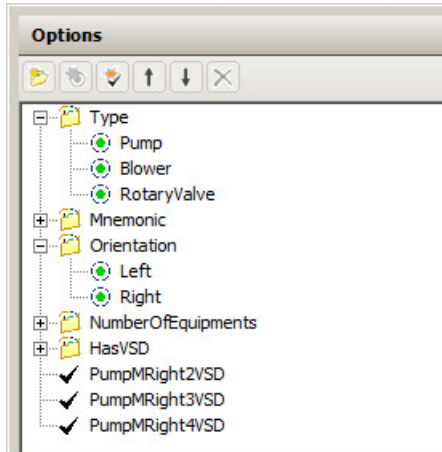 Options
Type
Pump
Blower
RotaryValve
Mnemonic
Orientation
Left
Right
NumberOfEquipments
HasVSD
PumpMRight2VSD
PumpMRight3VSD
PumpMRight4VSD